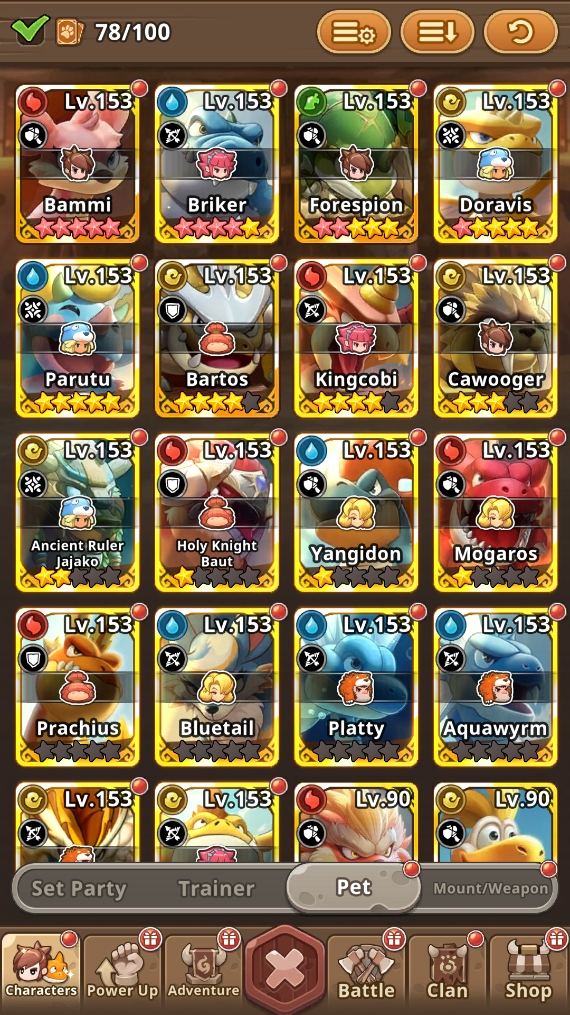 78/100
Lv.153 Lv.153 Lv.153 Lv.153
Bammi Briker Forespion Doravis
Lv.153 Lv.153 Lv.153 Lv.153
Parutu Bartos Kingcobi Cawooger
Lv.153 Lv.153 Lv.153 Lv.153
Ancient Ruler Jajako Holy Knight Baut Yangidon Mogaros
Lv.153 Lv.153 Lv.153 Lv.153
Prachius Bluetail Platty Aquawyrm
Lv.153 Lv.153 Lv.90 Lv.90
Set Party Trainer Pet Mount/Weapon
Characters Power Up Adventure Battle Clan Shop